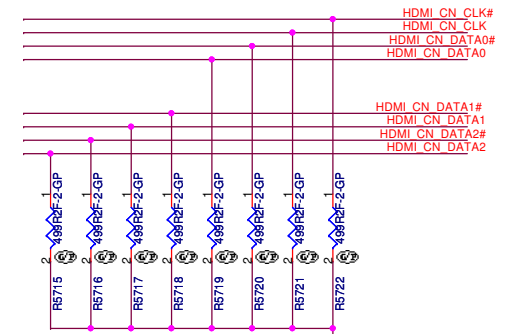 HDMI_CN_CLK#
HDMI_CN_CLK
HDMI_CN_DATA0#
HDMI_CN_DATA0
HDMI_CN_DATA1#
HDMI_CN_DATA1
HDMI_CN_DATA2#
HDMI_CN_DATA2
1 499R2F-2-GP 2 R5715
1 499R2F-2-GP 2 R5716
1 499R2F-2-GP 2 R5717
1 499R2F-2-GP 2 R5718
1 499R2F-2-GP 2 R5719
1 499R2F-2-GP 2 R5720
1 499R2F-2-GP 2 R5721
1 499R2F-2-GP 2 R5722